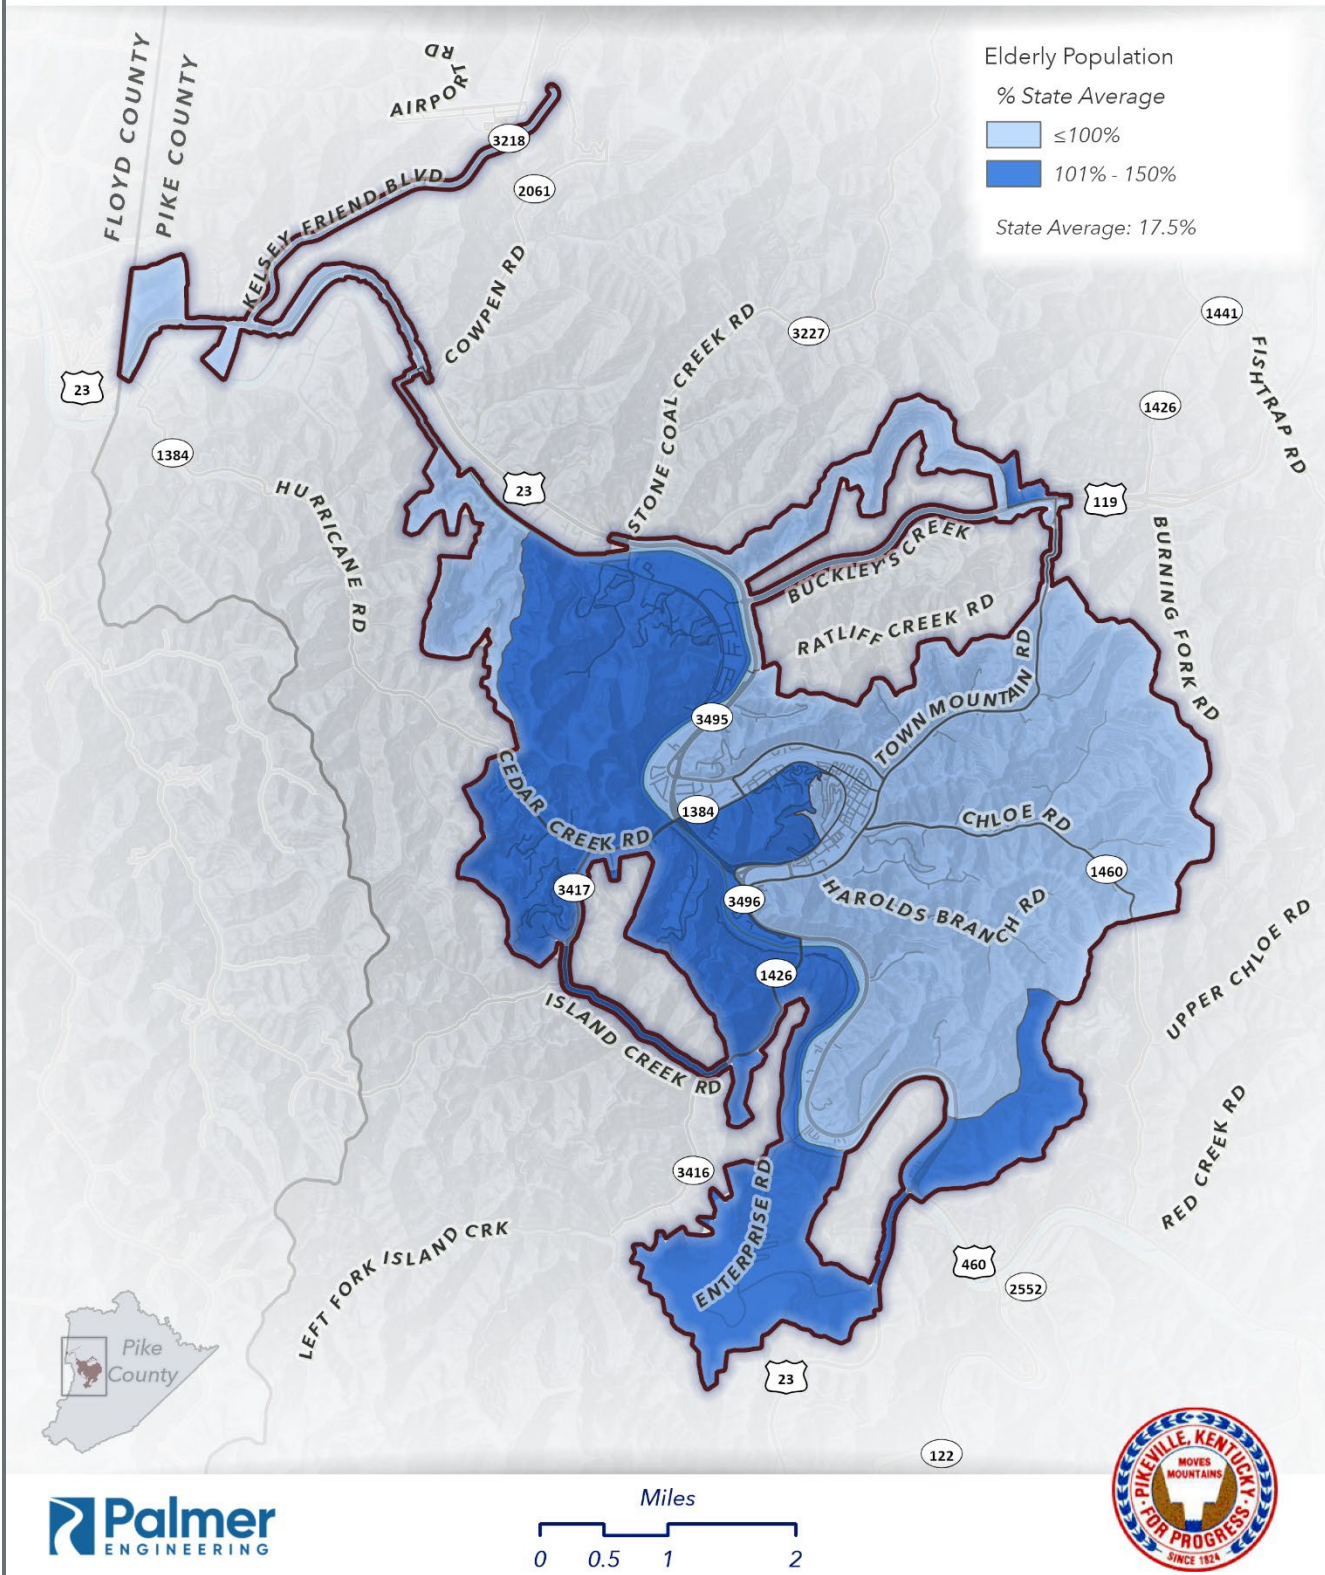 Elderly Population
% State Average
≤100%
101% - 150%
State Average: 17.5%
FLOYD COUNTY
PIKE COUNTY
AIRPORT RD
3218
2061
KELSEY FRIEND BLVD
COWPEN RD
STONE COAL CREEK RD
3227
1441
FISHTRAP RD
23
1426
1384
HURRICANE RD
23
119
BUCKLEY'S CREEK
RATLIFF CREEK RD
BURNING FORK RD
3495
TOWN MOUNTAIN RD
CEDAR CREEK RD
1384
CHLOE RD
1460
3417
3496
HAROLDS BRANCH RD
1426
UPPER CHLOE RD
ISLAND CREEK RD
RED CREEK RD
3416
ENTERPRISE RD
LEFT FORK ISLAND CRK
460
2552
Pike
County
23
122
Palmer
ENGINEERING
Miles
0 0.5 1 2
PIKEVILLE, KENTUCKY
MOVES
MOUNTAINS
FOR PROGRESS
SINCE 1824